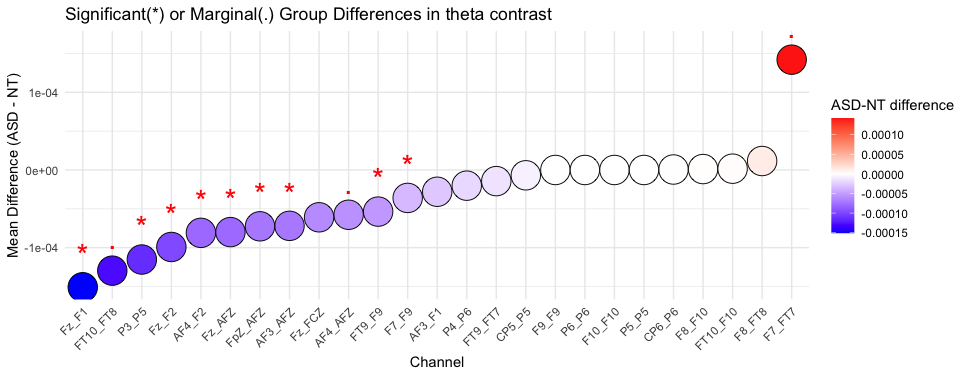 Significant(*) or Marginal(.) Group Differences in theta contrast
Mean Difference (ASD - NT)
1e-04
0e+00
-1e-04
* . * * * * * * . * * .
Fz_F1 FT10_FT8 P3_P5 Fz_F2 AF4_F2 Fz_AFZ FpZ_AFZ AF3_AFZ Fz_FCZ AF4_AFZ FT9_F9 F7_F9 AF3_F1 P4_P6 FT9_FT7 CP5_P5 F9_F9 P6_P6 F10_F10 P5_P5 CP6_P6 F8_F10 FT10_F10 F8_FT8 F7_FT7
Channel
ASD-NT difference
0.00010
0.00005
0.00000
-0.00005
-0.00010
-0.00015